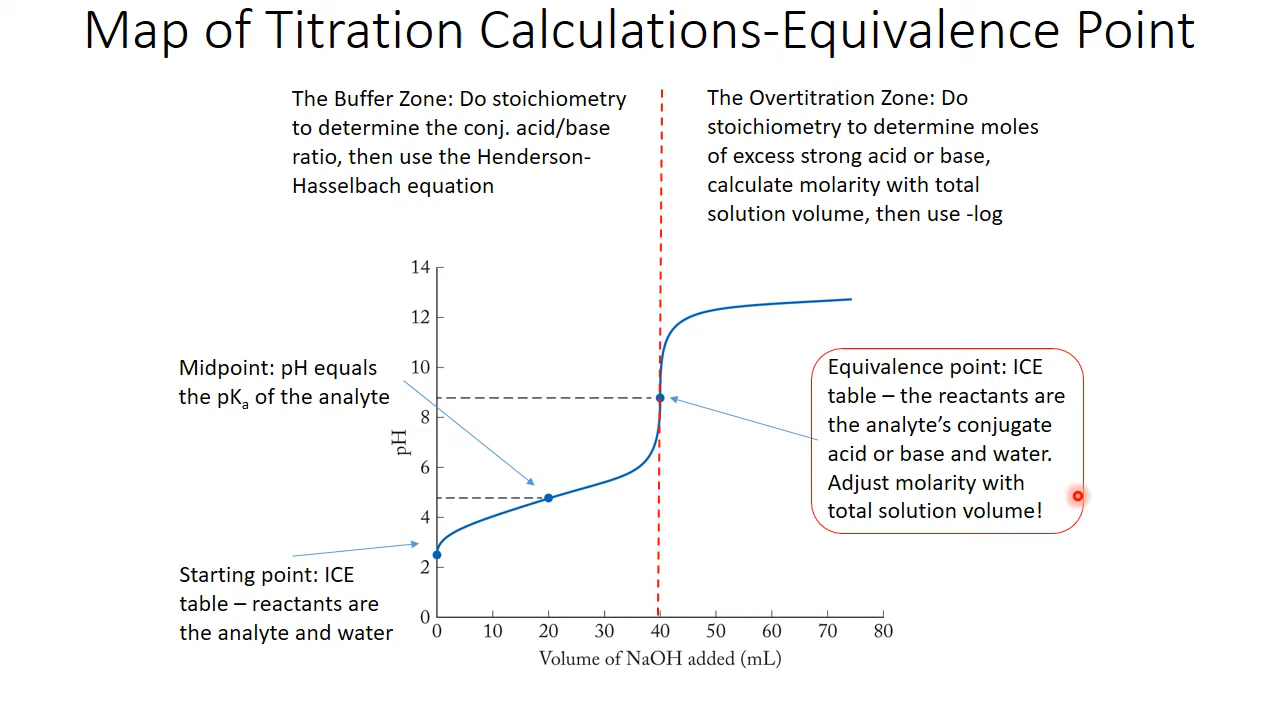 Map of Titration Calculations-Equivalence Point
The Buffer Zone: Do stoichiometry
to determine the conj. acid/base
ratio, then use the Henderson-
Hasselbach equation
The Overtitration Zone: Do
stoichiometry to determine moles
of excess strong acid or base,
calculate molarity with total
solution volume, then use -log
Midpoint: pH equals
the pKa of the analyte
Starting point: ICE
table – reactants are
the analyte and water
14
12
10
8
6
4
2
0
pH
0 10 20 30 40 50 60 70 80
Volume of NaOH added (mL)
Equivalence point: ICE
table – the reactants are
the analyte’s conjugate
acid or base and water.
Adjust molarity with
total solution volume!